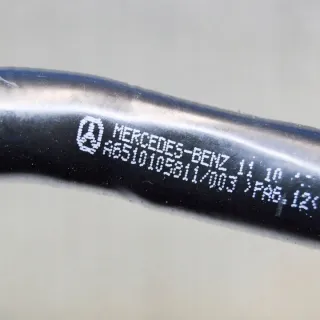 MERCEDES-BENZ 11 10
A6510105811/003 >PA6.12<